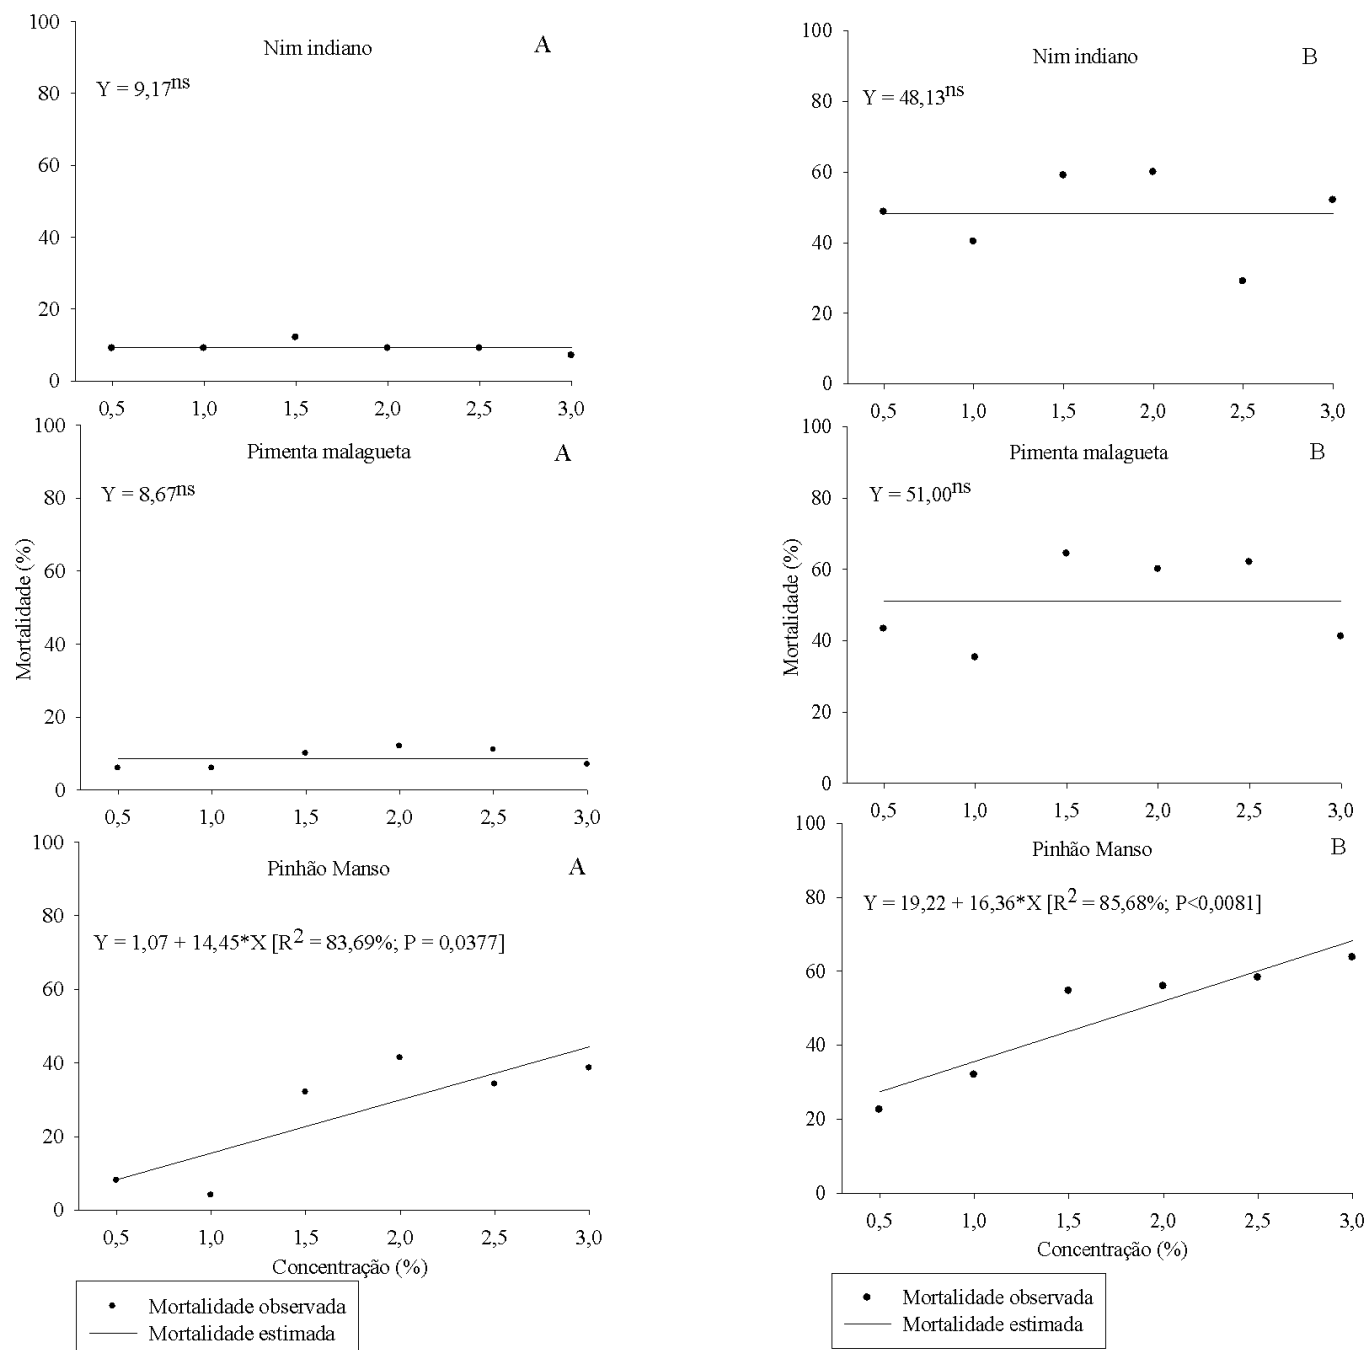 100
Nim indiano
A
Y = 9,17ns
80
60
40
20
0
0,5 1,0 1,5 2,0 2,5 3,0
100
Pimenta malagueta
A
Y = 8,67ns
80
60
40
20
0
0,5 1,0 1,5 2,0 2,5 3,0
Mortalidade (%)
100
Pinhão Manso
A
80
Y = 1,07 + 14,45*X [R2 = 83,69%; P = 0,0377]
60
40
20
0
0,5 1,0 1,5 2,0 2,5 3,0
Concentração (%)
Mortalidade observada
Mortalidade estimada
100
Nim indiano
B
Y = 48,13ns
80
60
40
20
0
0,5 1,0 1,5 2,0 2,5 3,0
100
Pimenta malagueta
B
Y = 51,00ns
80
60
40
20
0
0,5 1,0 1,5 2,0 2,5 3,0
Mortalidade (%)
100
Pinhão Manso
B
80
Y = 19,22 + 16,36*X [R2 = 85,68%; P<0,0081]
60
40
20
0
0,5 1,0 1,5 2,0 2,5 3,0
Concentração (%)
Mortalidade observada
Mortalidade estimada